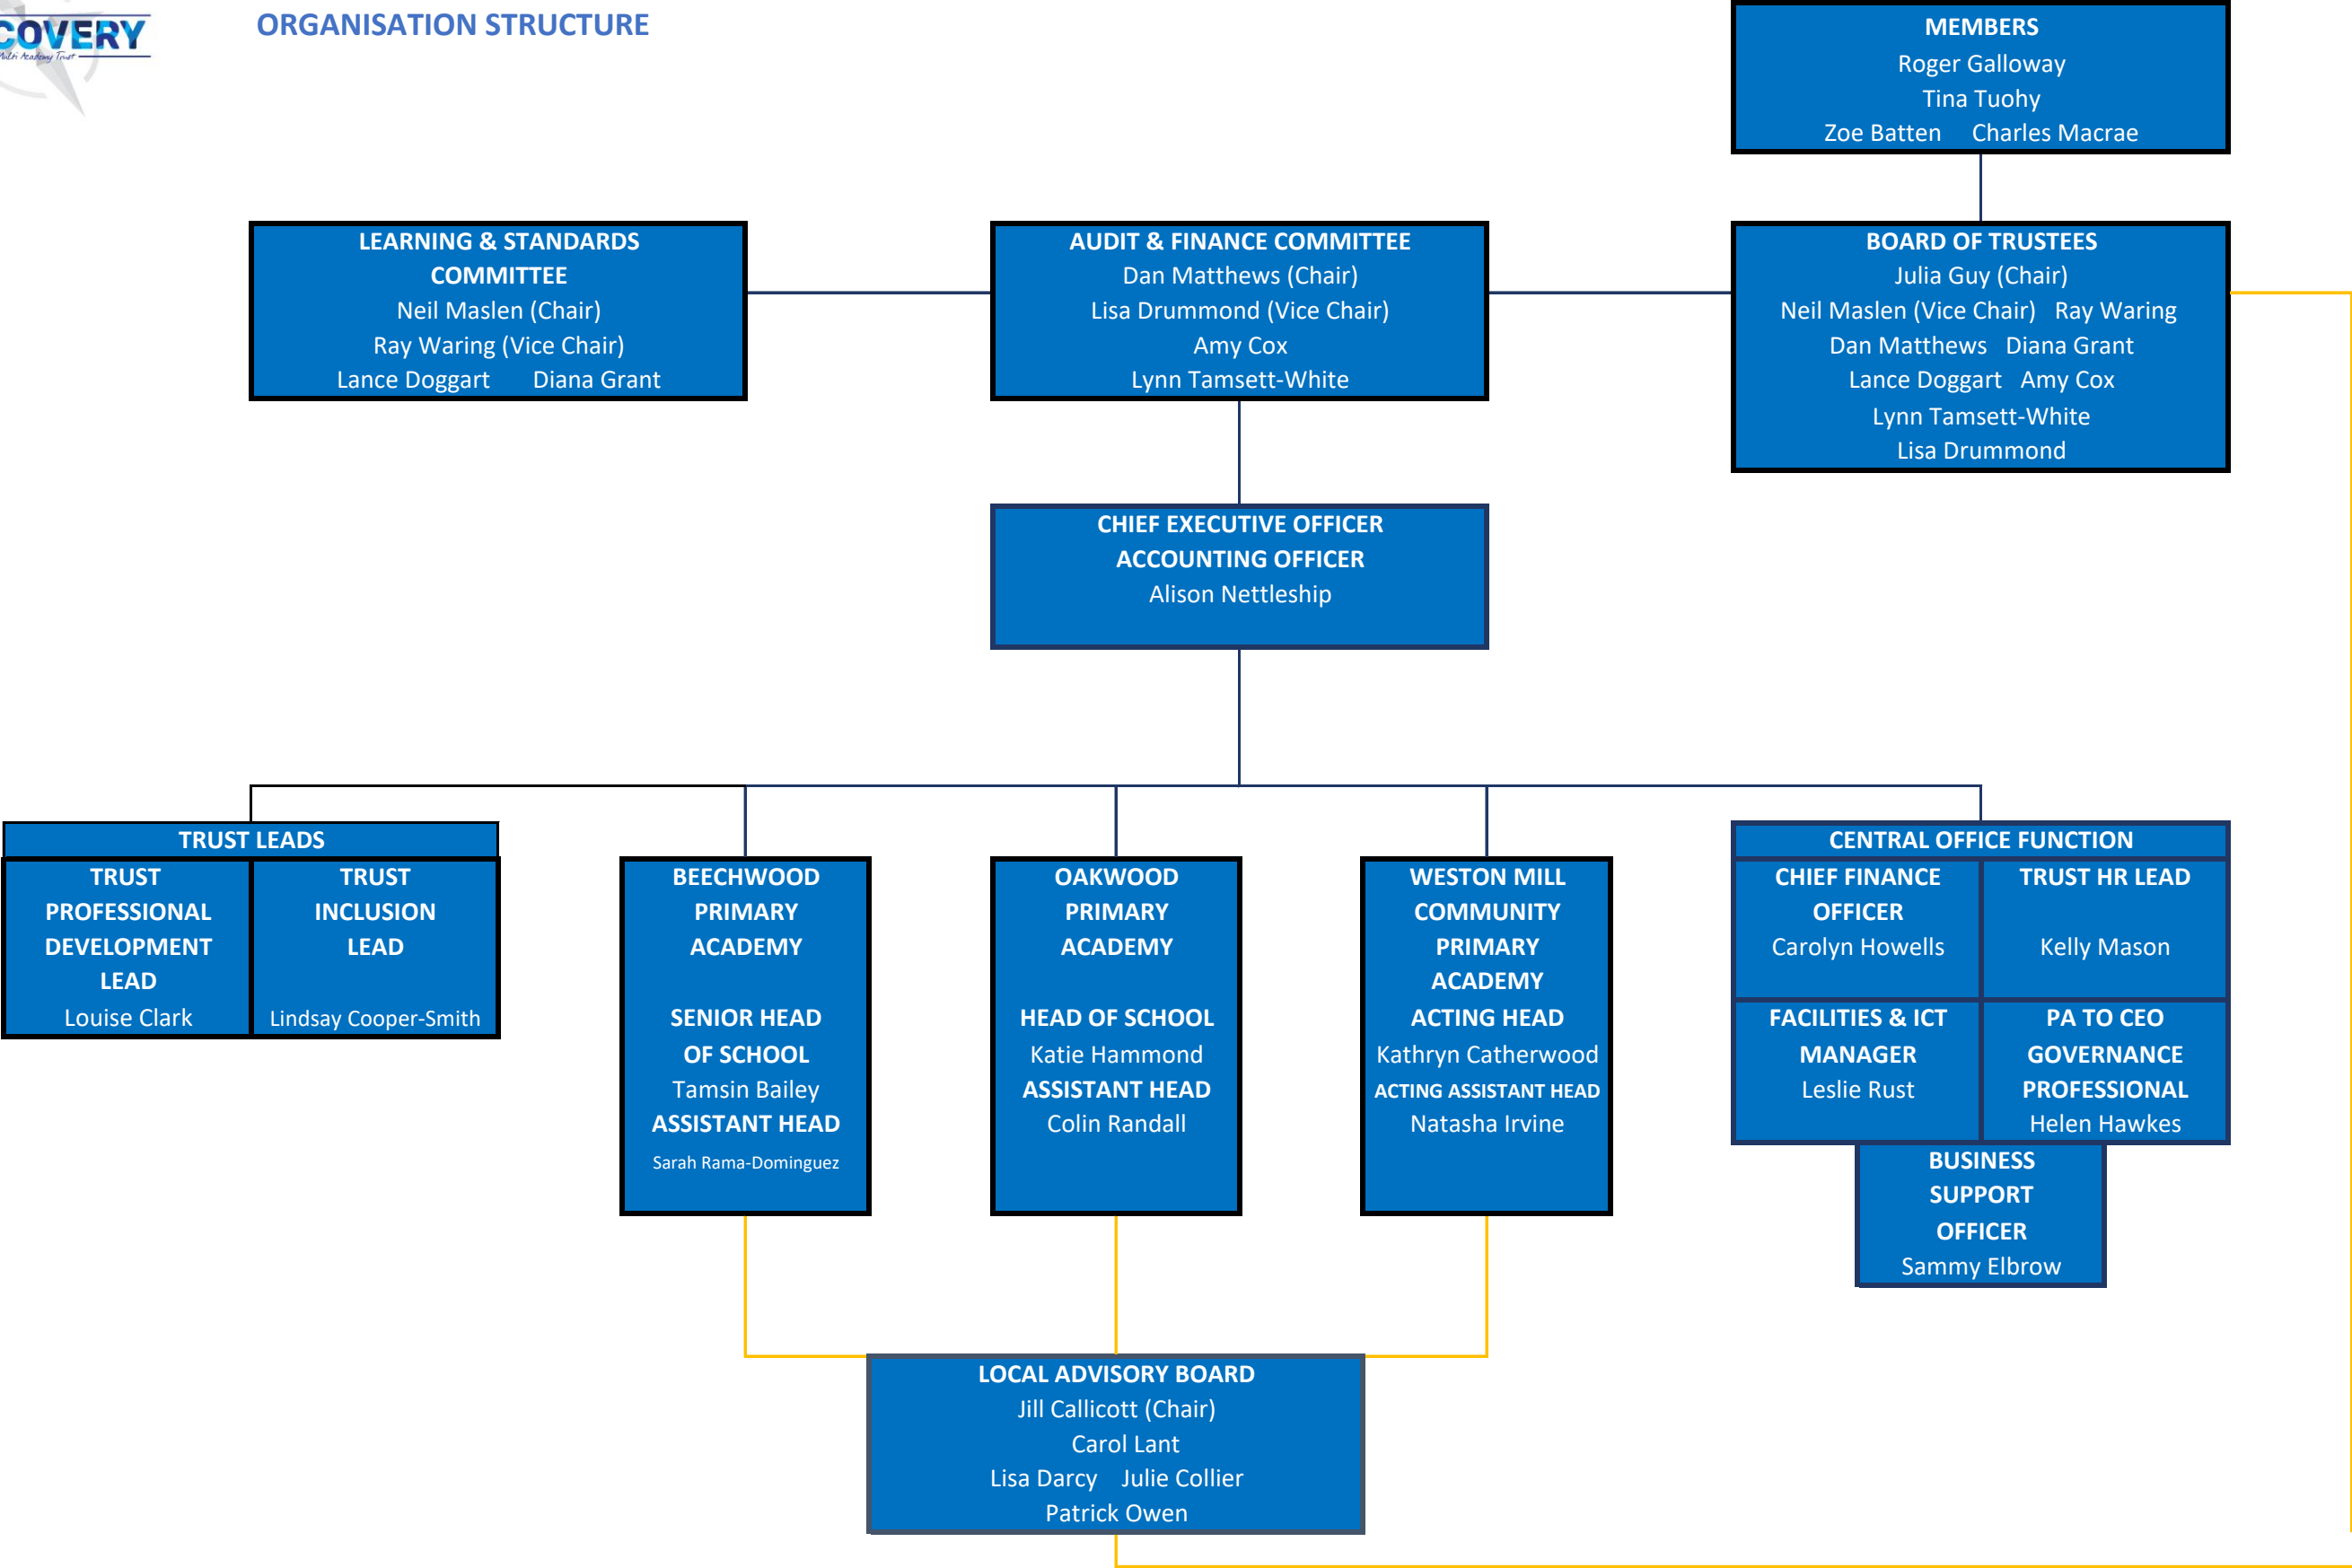 COVERY
Multi Academy Trust
ORGANISATION STRUCTURE
MEMBERS
Roger Galloway
Tina Tuohy
Zoe Batten Charles Macrae
LEARNING & STANDARDS
COMMITTEE
Neil Maslen (Chair)
Ray Waring (Vice Chair)
Lance Doggart Diana Grant
AUDIT & FINANCE COMMITTEE
Dan Matthews (Chair)
Lisa Drummond (Vice Chair)
Amy Cox
Lynn Tamsett-White
BOARD OF TRUSTEES
Julia Guy (Chair)
Neil Maslen (Vice Chair) Ray Waring
Dan Matthews Diana Grant
Lance Doggart Amy Cox
Lynn Tamsett-White
Lisa Drummond
CHIEF EXECUTIVE OFFICER
ACCOUNTING OFFICER
Alison Nettleship
TRUST LEADS
TRUST
PROFESSIONAL
DEVELOPMENT
LEAD
Louise Clark
TRUST
INCLUSION
LEAD
Lindsay Cooper-Smith
BEECHWOOD
PRIMARY
ACADEMY
SENIOR HEAD
OF SCHOOL
Tamsin Bailey
ASSISTANT HEAD
Sarah Rama-Dominguez
OAKWOOD
PRIMARY
ACADEMY
HEAD OF SCHOOL
Katie Hammond
ASSISTANT HEAD
Colin Randall
WESTON MILL
COMMUNITY
PRIMARY
ACADEMY
ACTING HEAD
Kathryn Catherwood
ACTING ASSISTANT HEAD
Natasha Irvine
CENTRAL OFFICE FUNCTION
CHIEF FINANCE
OFFICER
Carolyn Howells
TRUST HR LEAD
Kelly Mason
FACILITIES & ICT
MANAGER
Leslie Rust
PA TO CEO
GOVERNANCE
PROFESSIONAL
Helen Hawkes
BUSINESS
SUPPORT
OFFICER
Sammy Elbrow
LOCAL ADVISORY BOARD
Jill Callicott (Chair)
Carol Lant
Lisa Darcy Julie Collier
Patrick Owen